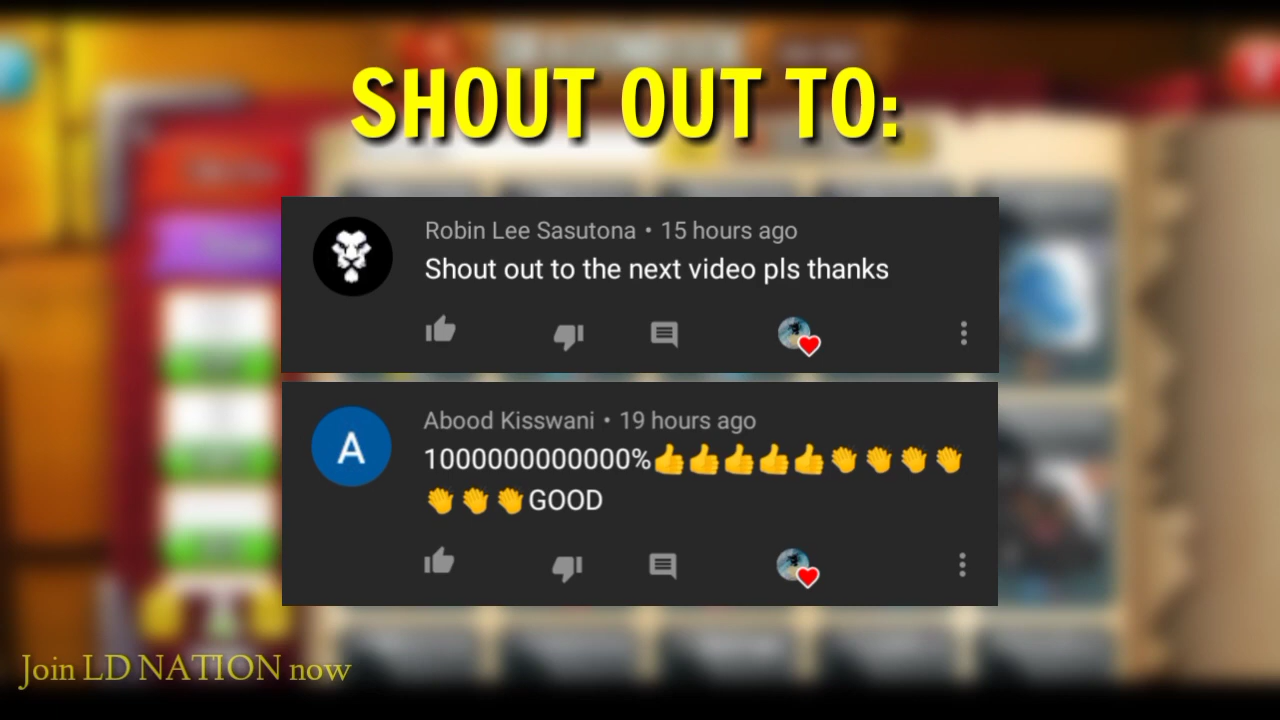 SHOUT OUT TO:
Robin Lee Sasutona • 15 hours ago
Shout out to the next video pls thanks
A
Abood Kisswani • 19 hours ago
1000000000000%👍👍👍👍👍👏👏👏👏
👏👏👏GOOD
Join LD NATION now